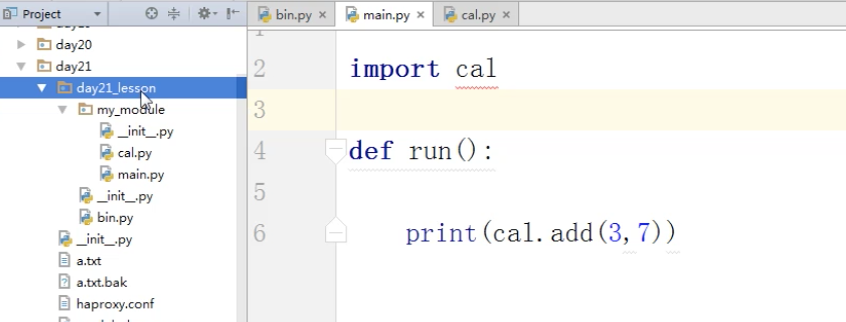 Project
bin.py
main.py
cal.py
day20
day21
day21_lesson
my_module
__init__.py
cal.py
main.py
__init__.py
bin.py
__init__.py
a.txt
a.txt.bak
haproxy.conf
2 import cal
3
4 def run():
5
6 print(cal.add(3,7))